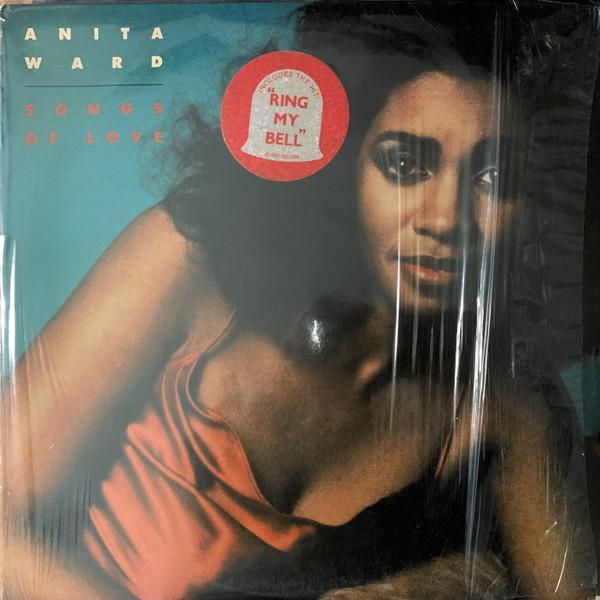 ANITA
WARD
SONGS
OF LOVE
INCLUDES THE HIT
"RING
MY
BELL"